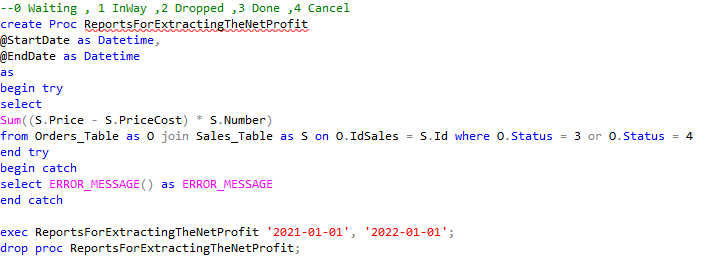 --0 Waiting , 1 InWay ,2 Dropped ,3 Done ,4 Cancel
create Proc ReportsForExtractingTheNetProfit
@StartDate as Datetime,
@EndDate as Datetime
as
begin try
select
Sum((S.Price - S.PriceCost) * S.Number)
from Orders_Table as O join Sales_Table as S on O.IdSales = S.Id where O.Status = 3 or O.Status = 4
end try
begin catch
select ERROR_MESSAGE() as ERROR_MESSAGE
end catch
exec ReportsForExtractingTheNetProfit '2021-01-01', '2022-01-01';
drop proc ReportsForExtractingTheNetProfit;